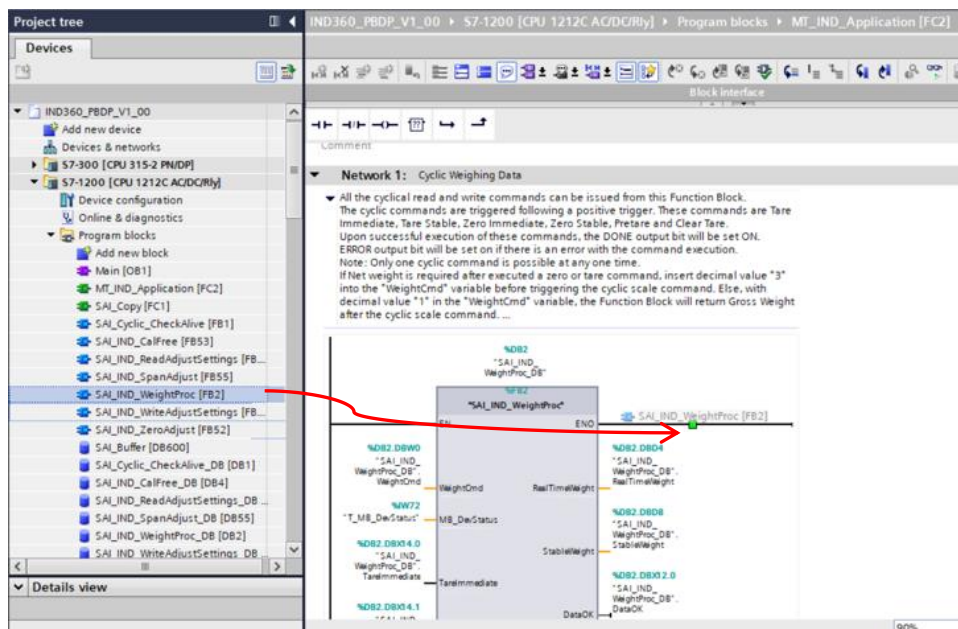 Project tree
IND360_PBDP_V1_00 ▸ S7-1200 [CPU 1212C AC/DC/Rly] ▸ Program blocks ▸ MT_IND_Application [FC2]
Devices
Block interface
IND360_PBDP_V1_00
Add new device
Devices & networks
S7-300 [CPU 315-2 PN/DP]
S7-1200 [CPU 1212C AC/DC/Rly]
Device configuration
Online & diagnostics
Program blocks
Add new block
Main [OB1]
MT_IND_Application [FC2]
SAI_Copy [FC1]
SAI_Cyclic_CheckAlive [FB1]
SAI_IND_CalFree [FB53]
SAI_IND_ReadAdjustSettings [FB...
SAI_IND_SpanAdjust [FB55]
SAI_IND_WeightProc [FB2]
SAI_IND_WriteAdjustSettings [FB...
SAI_IND_ZeroAdjust [FB52]
SAI_Buffer [DB600]
SAI_Cyclic_CheckAlive_DB [DB1]
SAI_IND_CalFree_DB [DB4]
SAI_IND_ReadAdjustSettings_DB ...
SAI_IND_SpanAdjust_DB [DB55]
SAI_IND_WeightProc_DB [DB2]
SAI_IND_WriteAdjustSettings_DB
Details view
Comment
Network 1: Cyclic Weighing Data
All the cyclical read and write commands can be issued from this Function Block.
The cyclic commands are triggered following a positive trigger. These commands are Tare
Immediate, Tare Stable, Zero Immediate, Zero Stable, Pretare and Clear Tare.
Upon successful execution of these commands, the DONE output bit will be set ON.
ERROR output bit will be set on if there is an error with the command execution.
Note: Only one cyclic command is possible at any one time.
If Net weight is required after executed a zero or tare command, insert decimal value "3"
into the "WeightCmd" variable before triggering the cyclic scale command. Else, with
decimal value "1" in the "WeightCmd" variable, the Function Block will return Gross Weight
after the cyclic scale command. ...
%DB2
"SAI_IND_
WeightProc_DB"
%FB2
"SAI_IND_WeightProc"
EN
ENO
SAI_IND_WeightProc [FB2]
%DB2.DBW0
"SAI_IND_
WeightProc_DB".
WeightCmd
WeightCmd
%IW72
"T_MB_DevStatus"
MB_DevStatus
%DB2.DBX14.0
"SAI_IND_
WeightProc_DB".
TareImmediate
TareImmediate
%DB2.DBX14.1
RealTimeWeight
%DB2.DBD4
"SAI_IND_
WeightProc_DB".
RealTimeWeight
StableWeight
%DB2.DBD8
"SAI_IND_
WeightProc_DB".
StableWeight
DataOK
%DB2.DBX12.0
"SAI_IND_
WeightProc_DB".
DataOK
90%